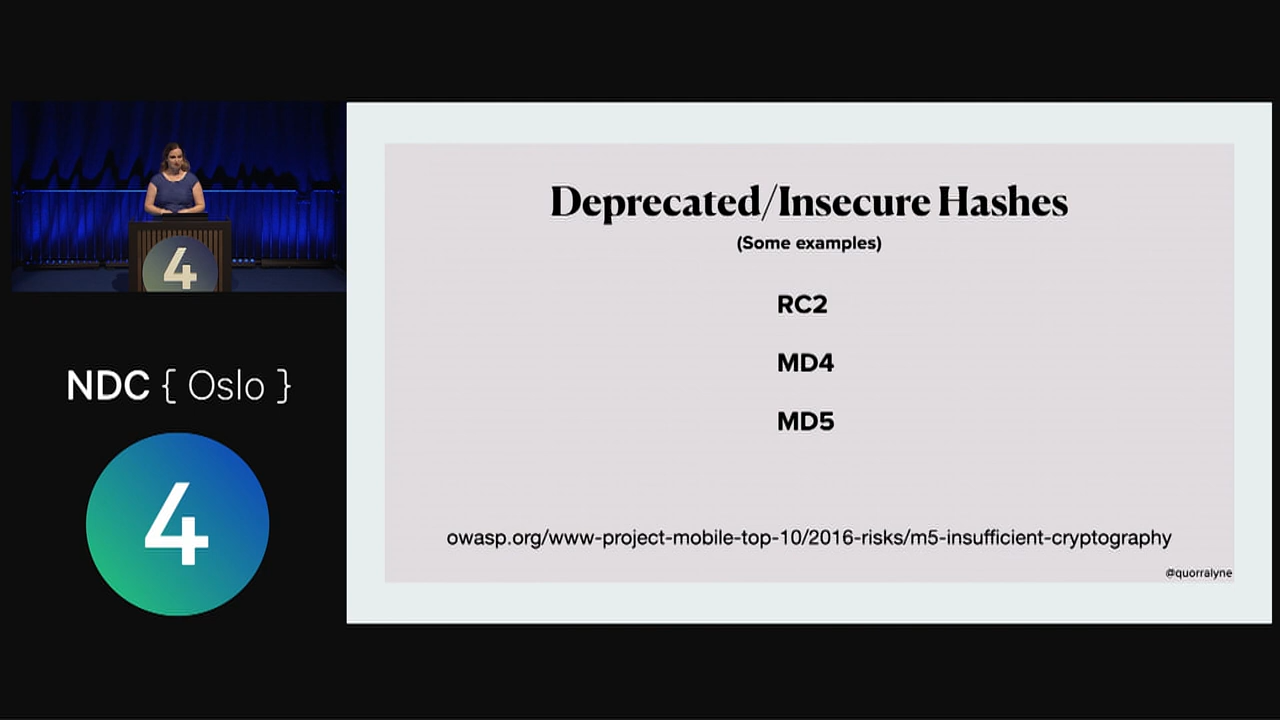 4
NDC { Oslo }
4
Deprecated/Insecure Hashes
(Some examples)
RC2
MD4
MD5
owasp.org/www-project-mobile-top-10/2016-risks/m5-insufficient-cryptography
@quorralyne